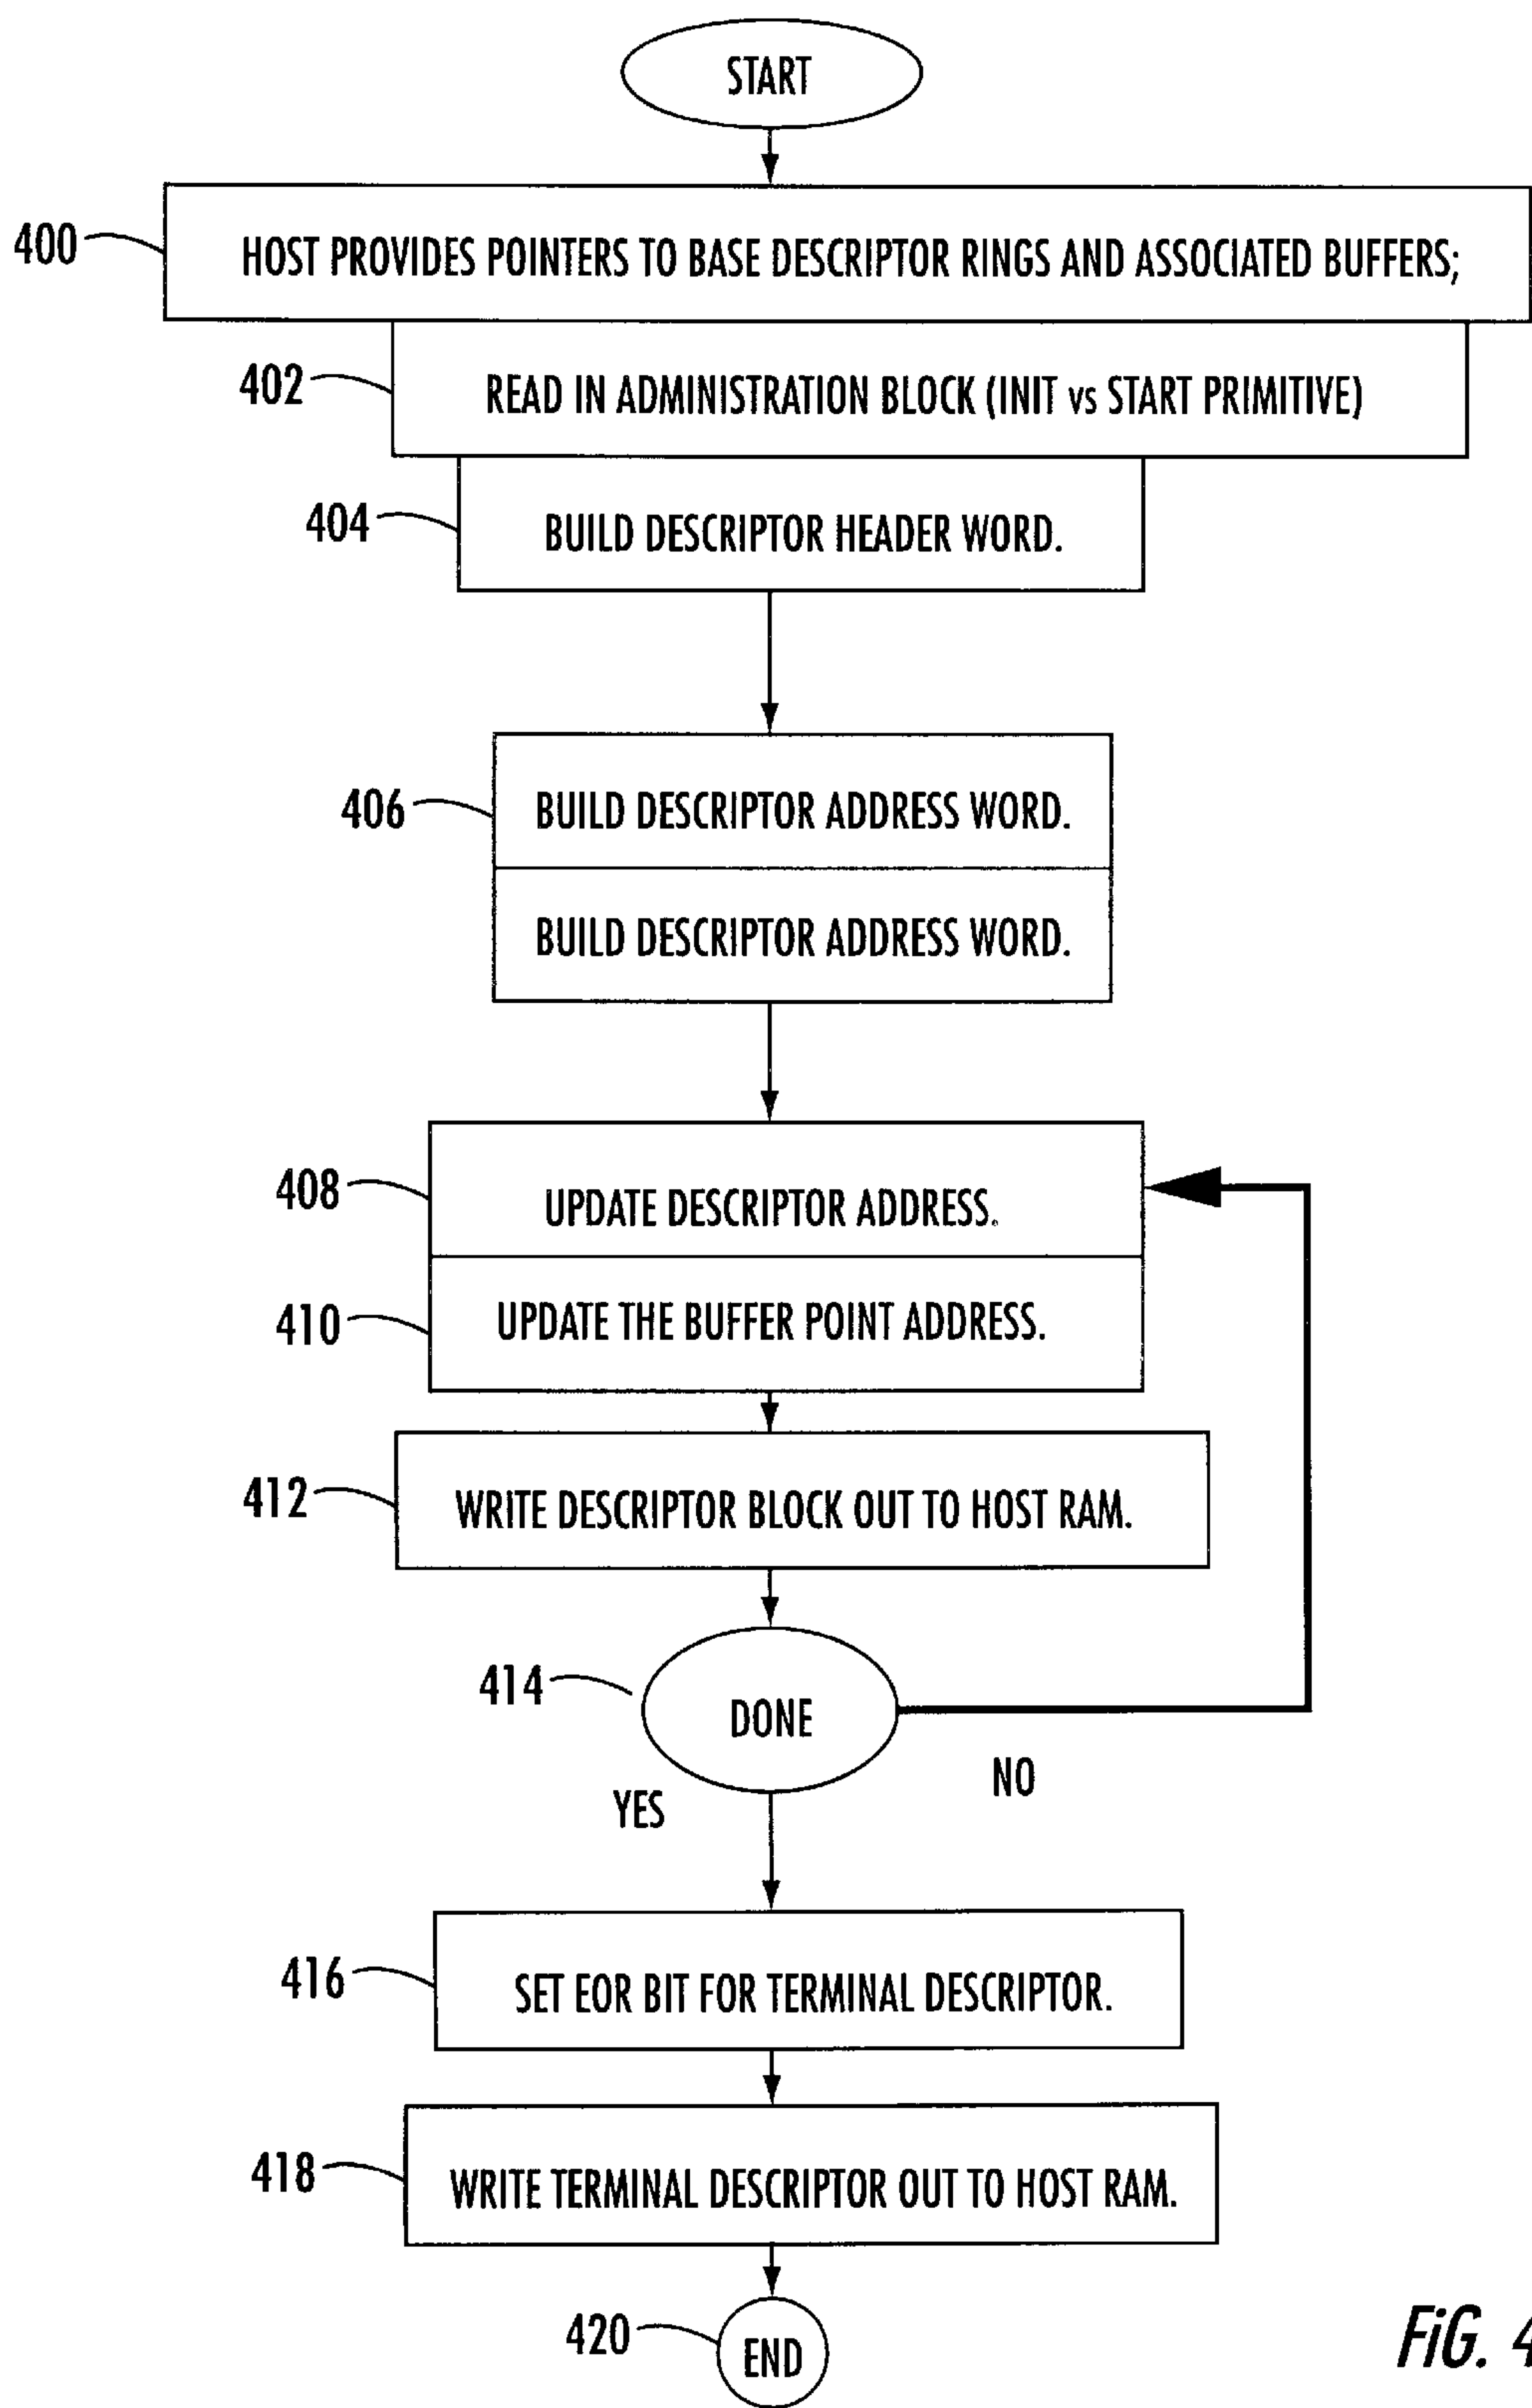 START
400
HOST PROVIDES POINTERS TO BASE DESCRIPTOR RINGS AND ASSOCIATED BUFFERS;
402
READ IN ADMINISTRATION BLOCK (INIT vs START PRIMITIVE)
404
BUILD DESCRIPTOR HEADER WORD.
406
BUILD DESCRIPTOR ADDRESS WORD.
BUILD DESCRIPTOR ADDRESS WORD.
408
UPDATE DESCRIPTOR ADDRESS.
410
UPDATE THE BUFFER POINT ADDRESS.
412
WRITE DESCRIPTOR BLOCK OUT TO HOST RAM.
414
DONE
NO
YES
416
SET EOR BIT FOR TERMINAL DESCRIPTOR.
418
WRITE TERMINAL DESCRIPTOR OUT TO HOST RAM.
420
END
FiG. 4